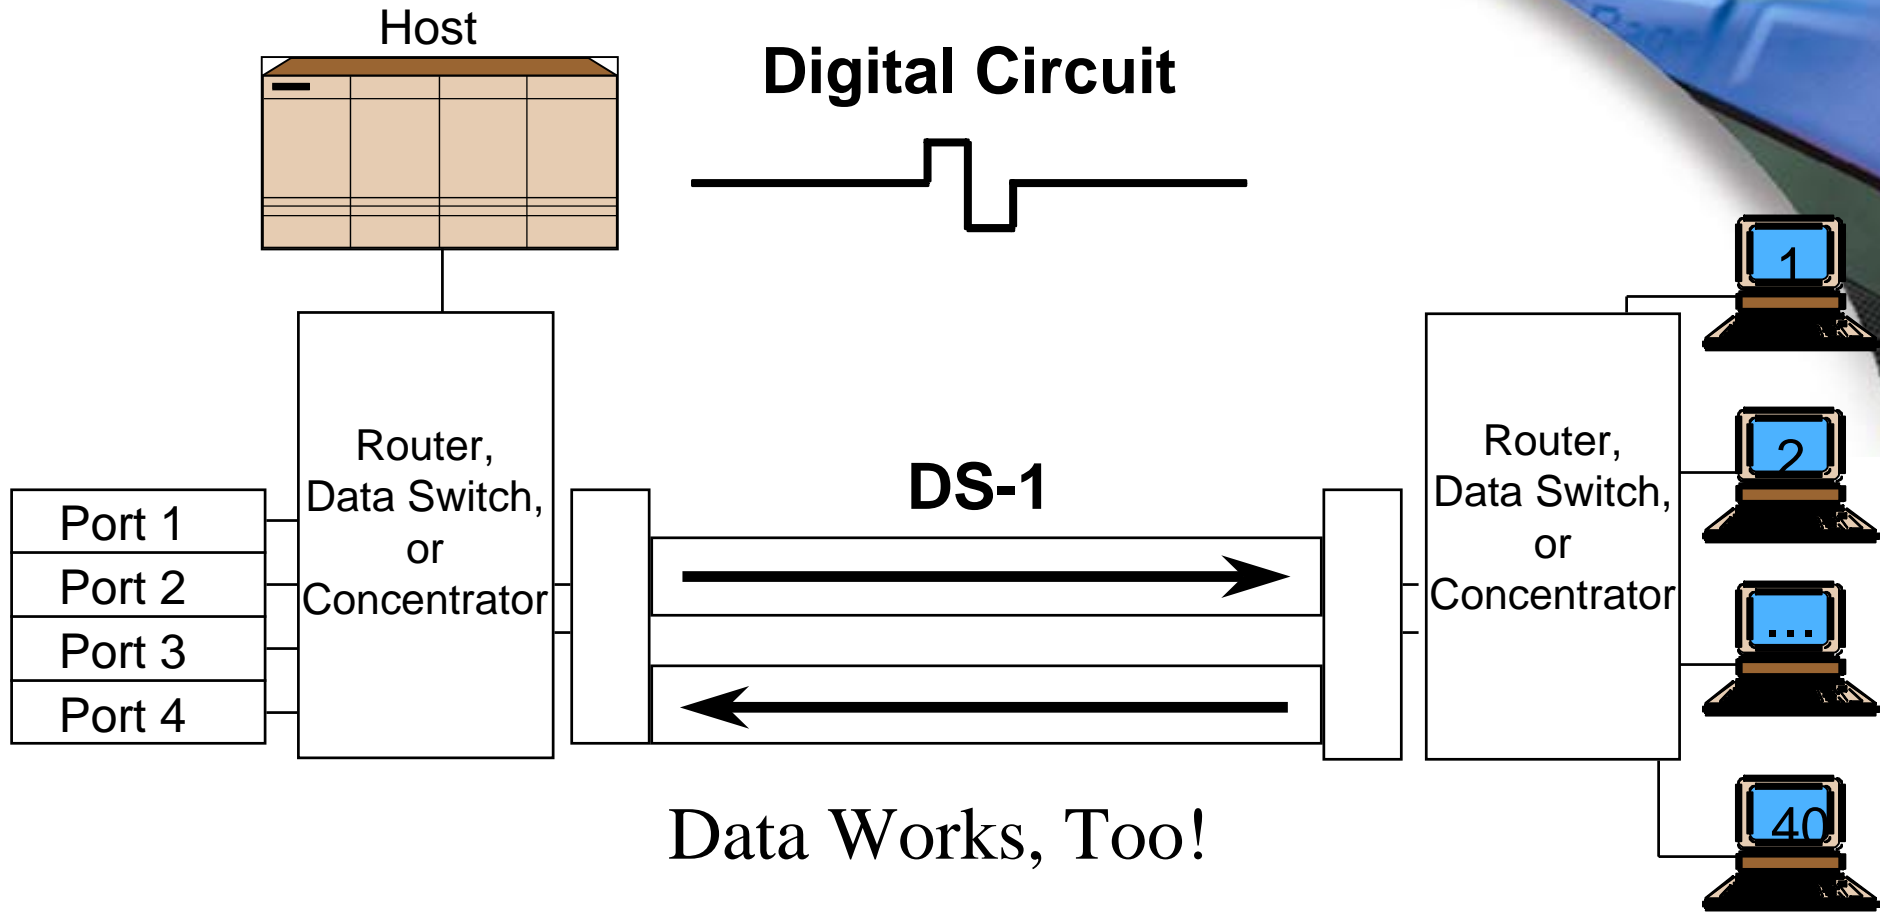 Host
Digital Circuit
Router,
Data Switch,
or
Concentrator
Port 1
Port 2
Port 3
Port 4
DS-1
Router,
Data Switch,
or
Concentrator
1
2
...
40
Data Works, Too!